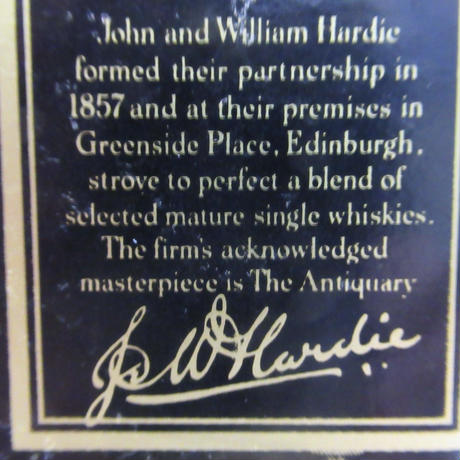 John and William Hardie
formed their partnership in
1857 and at their premises in
Greenside Place, Edinburgh,
strove to perfect a blend of
selected mature single whiskies.
The firm's acknowledged
masterpiece is The Antiquary
J & W Hardie